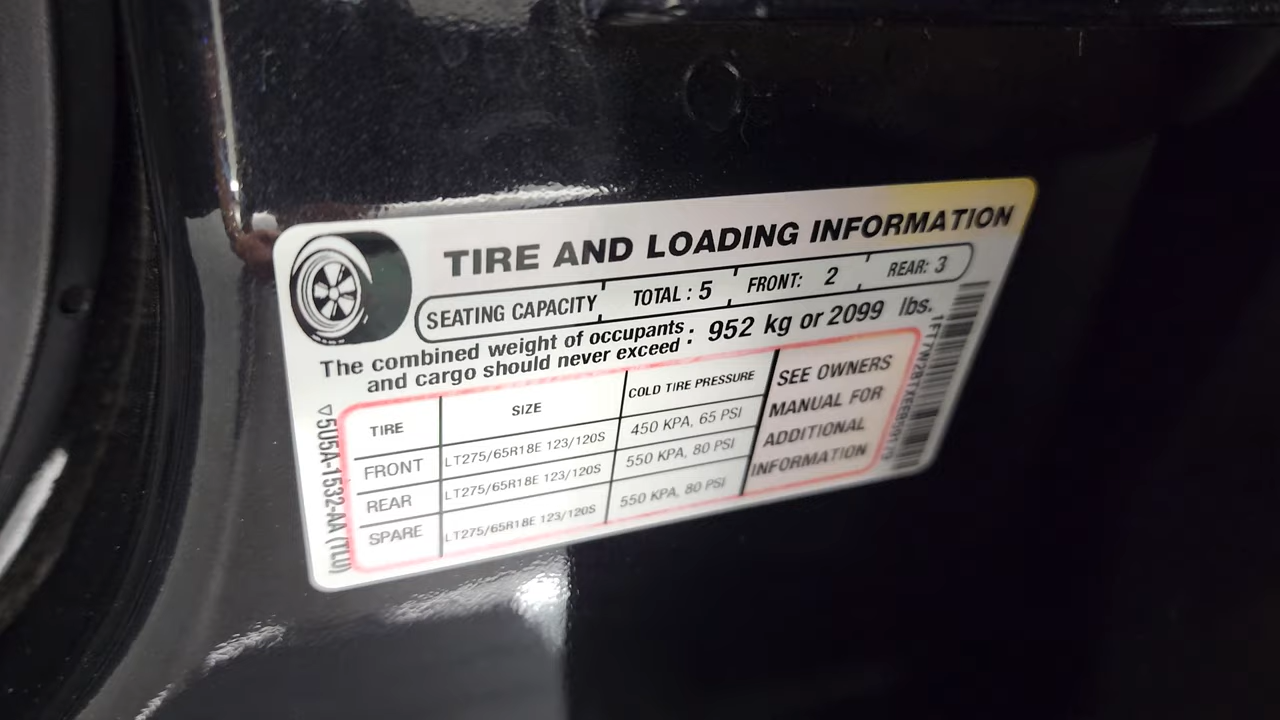 TIRE AND LOADING INFORMATION
SEATING CAPACITY TOTAL : 5 FRONT: 2 REAR: 3
The combined weight of occupants : 952 kg or 2099 lbs.
and cargo should never exceed
TIRE SIZE COLD TIRE PRESSURE
FRONT LT275/65R18E 123/120S 450 KPA, 65 PSI
REAR LT275/65R18E 123/120S 550 KPA, 80 PSI
SPARE LT275/65R18E 123/120S 550 KPA, 80 PSI
SEE OWNERS
MANUAL FOR
ADDITIONAL
INFORMATION
5U5A-1532-AA (TLU)